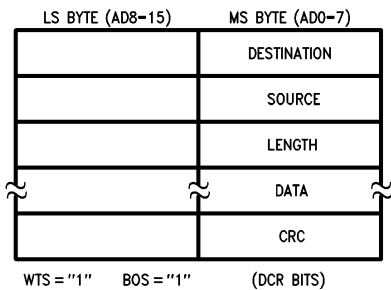 LS BYTE (AD8-15) MS BYTE (AD0-7)
DESTINATION
SOURCE
LENGTH
DATA
CRC
WTS = "1" BOS = "1" (DCR BITS)